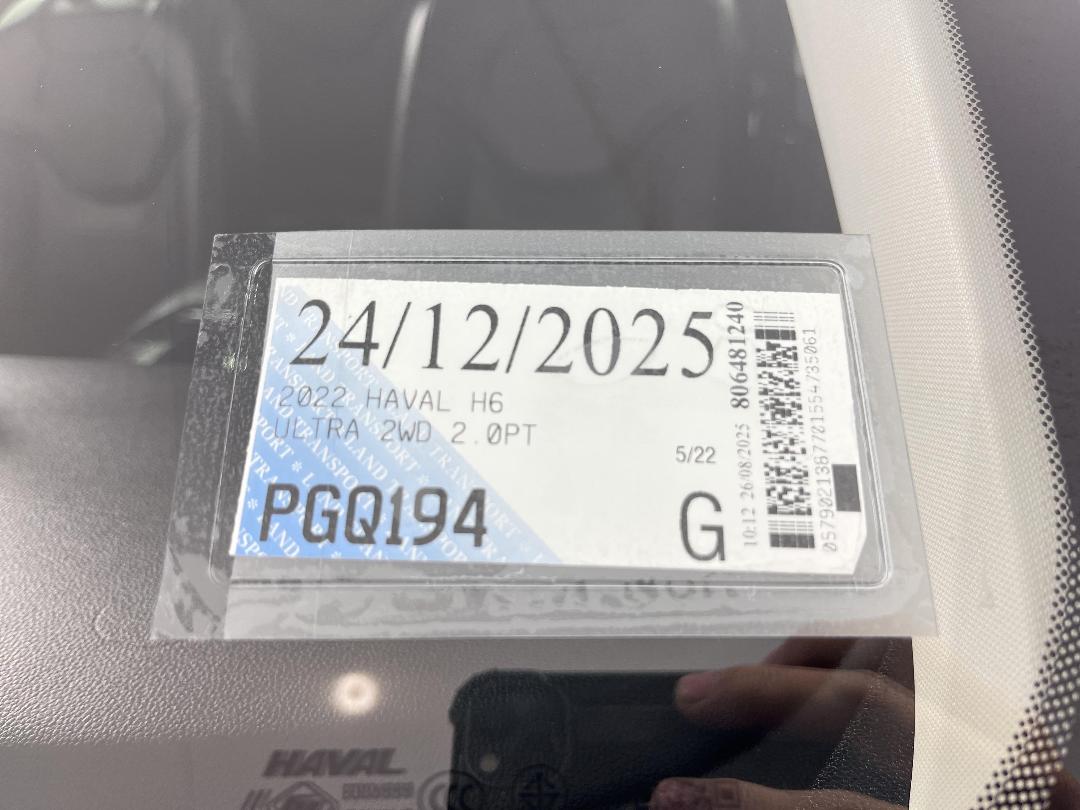 24/12/2025
2022 HAVAL H6
ULTRA 2WD 2.0PT
5/22
PGQ194
G
10:12 26/08/2025 806481240
HAVAL